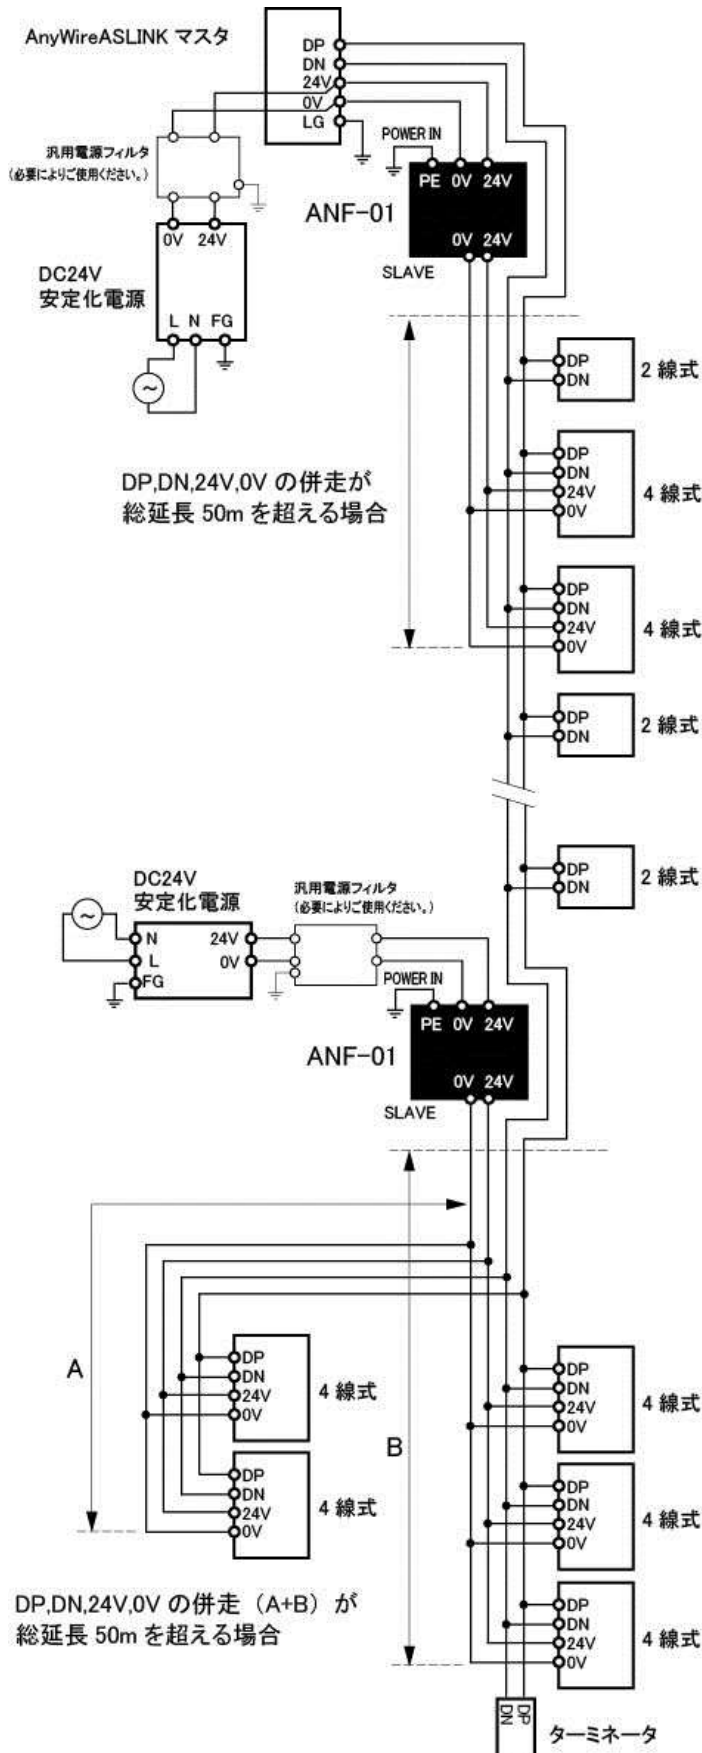 AnyWireASLINK マスタ
DP
DN
24V
0V
LG
汎用電源フィルタ
(必要によりご使用ください。)
POWER IN
PE 0V 24V
ANF-01
0V 24V
SLAVE
0V 24V
DC24V
安定化電源
L N FG
DP
DN
2 線式
DP,DN,24V,0V の併走が
総延長 50m を超える場合
DP
DN
24V
0V
4 線式
DP
DN
24V
0V
4 線式
DP
DN
2 線式
DP
DN
2 線式
DC24V
安定化電源
N
L
FG
24V
0V
汎用電源フィルタ
(必要によりご使用ください。)
POWER IN
PE 0V 24V
ANF-01
0V 24V
SLAVE
A
B
DP
DN
24V
0V
4 線式
DP
DN
24V
0V
4 線式
DP
DN
24V
0V
4 線式
DP
DN
24V
0V
4 線式
DP
DN
24V
0V
4 線式
DP,DN,24V,0V の併走（A+B）が
総延長 50m を超える場合
DN
DP
ターミネータ